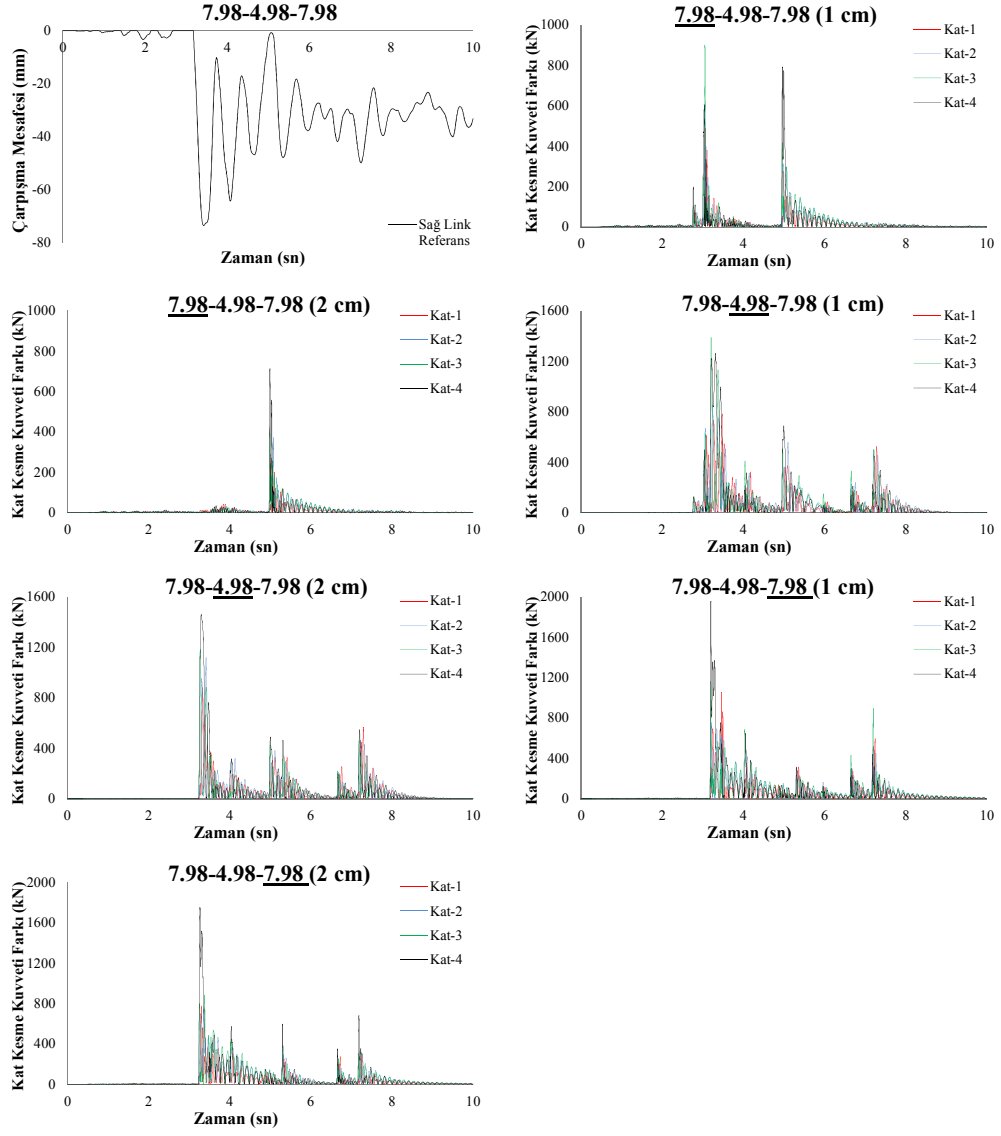 7.98-4.98-7.98
Çarpışma Mesafesi (mm)
0
-20
-40
-60
-80
0 2 4 6 8 10
Sağ Link
Referans
Zaman (sn)
7.98-4.98-7.98 (1 cm)
Kat Kesme Kuvveti Farkı (kN)
1000
800
600
400
200
0
0 2 4 6 8 10
Kat-1
Kat-2
Kat-3
Kat-4
Zaman (sn)
7.98-4.98-7.98 (2 cm)
Kat Kesme Kuvveti Farkı (kN)
1000
800
600
400
200
0
0 2 4 6 8 10
Kat-1
Kat-2
Kat-3
Kat-4
Zaman (sn)
7.98-4.98-7.98 (1 cm)
Kat Kesme Kuvveti Farkı (kN)
1600
1200
800
400
0
0 2 4 6 8 10
Kat-1
Kat-2
Kat-3
Kat-4
Zaman (sn)
7.98-4.98-7.98 (2 cm)
Kat Kesme Kuvveti Farkı (kN)
1600
1200
800
400
0
0 2 4 6 8 10
Kat-1
Kat-2
Kat-3
Kat-4
Zaman (sn)
7.98-4.98-7.98 (1 cm)
Kat Kesme Kuvveti Farkı (kN)
2000
1600
1200
800
400
0
0 2 4 6 8 10
Kat-1
Kat-2
Kat-3
Kat-4
Zaman (sn)
7.98-4.98-7.98 (2 cm)
Kat Kesme Kuvveti Farkı (kN)
2000
1600
1200
800
400
0
0 2 4 6 8 10
Kat-1
Kat-2
Kat-3
Kat-4
Zaman (sn)